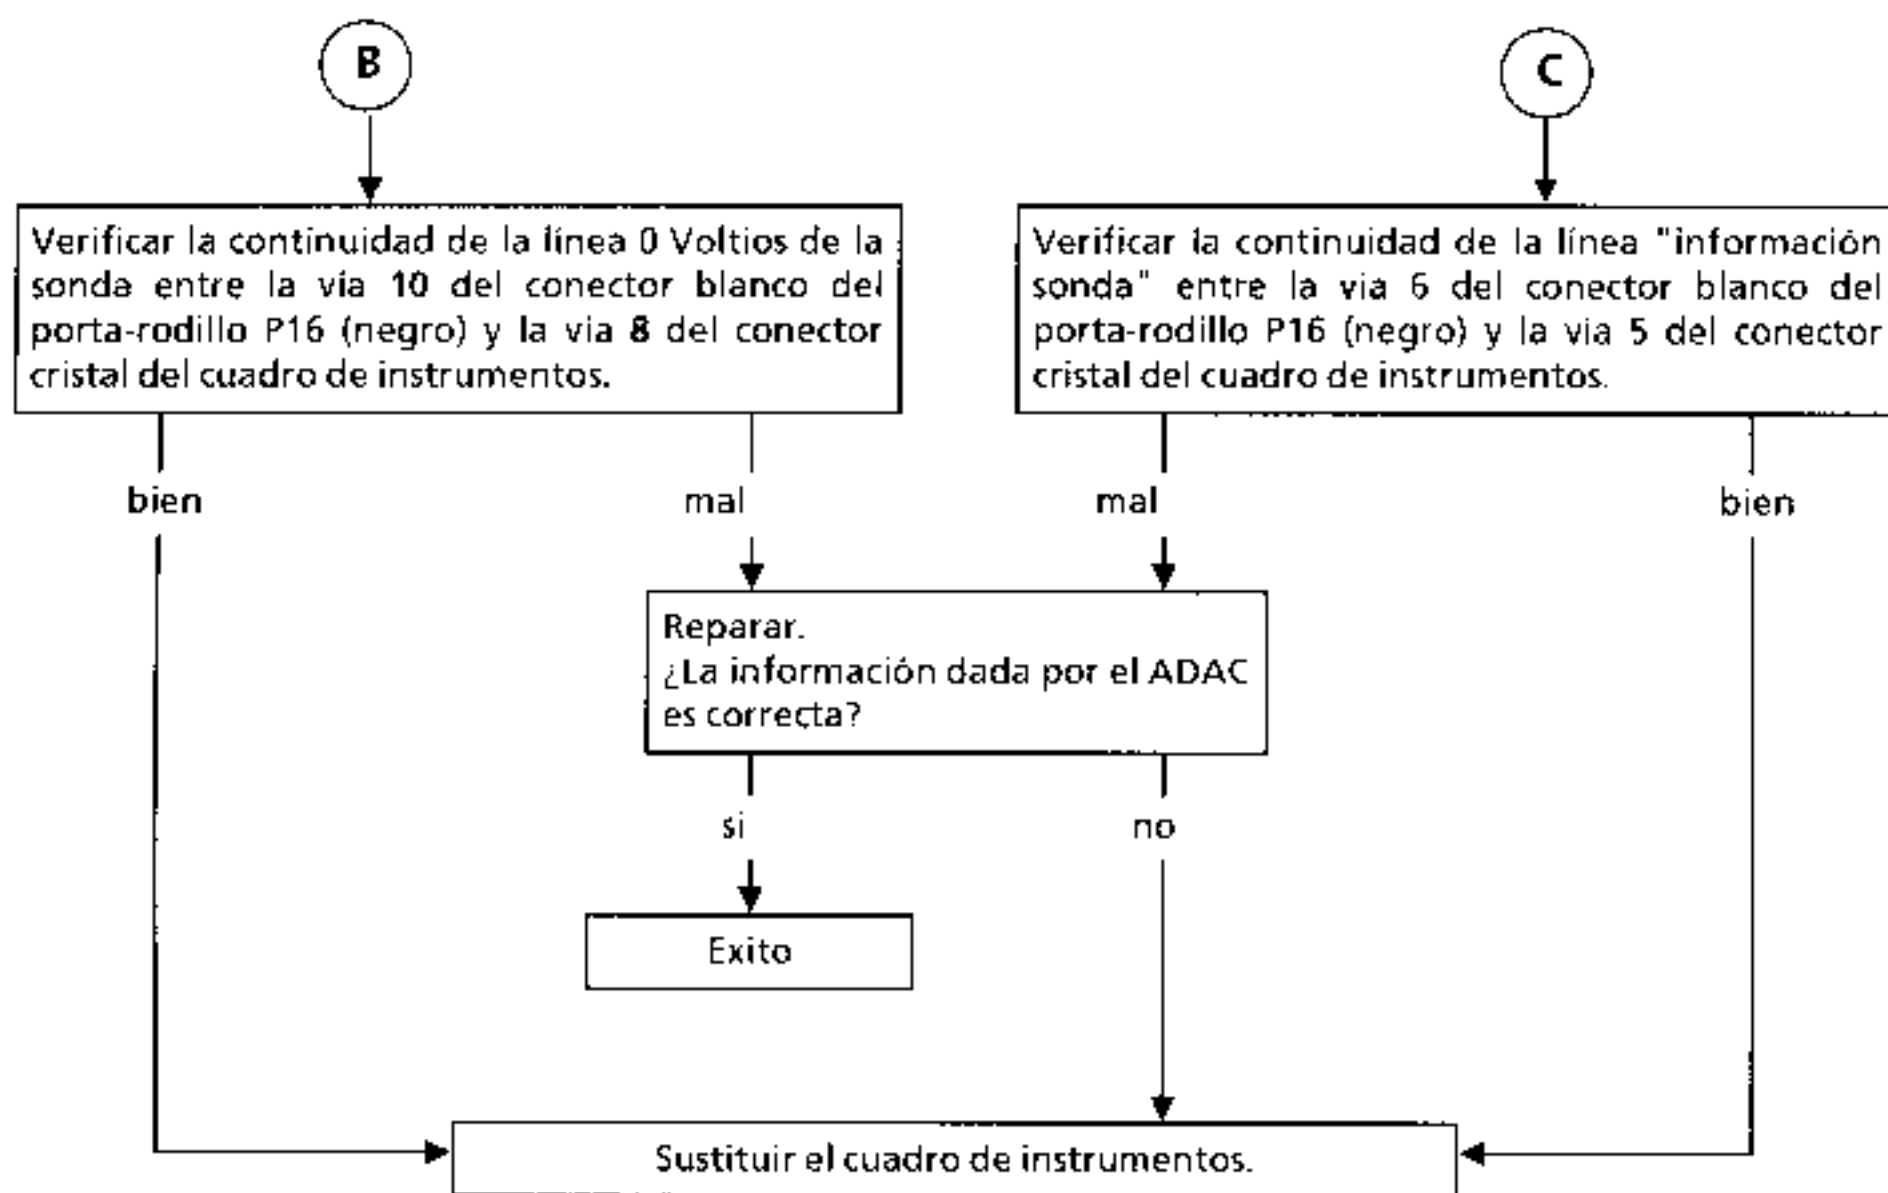 B
C
Verificar la continuidad de la línea 0 Voltios de la
sonda entre la vía 10 del conector blanco del
porta-rodillo P16 (negro) y la via 8 del conector
cristal del cuadro de instrumentos.
Verificar la continuidad de la línea "información
sonda" entre la via 6 del conector blanco del
porta-rodillo P16 (negro) y la via 5 del conector
cristal del cuadro de instrumentos.
bien
mal
mal
bien
Reparar.
¿La información dada por el ADAC
es correcta?
si
no
Exito
Sustituir el cuadro de instrumentos.